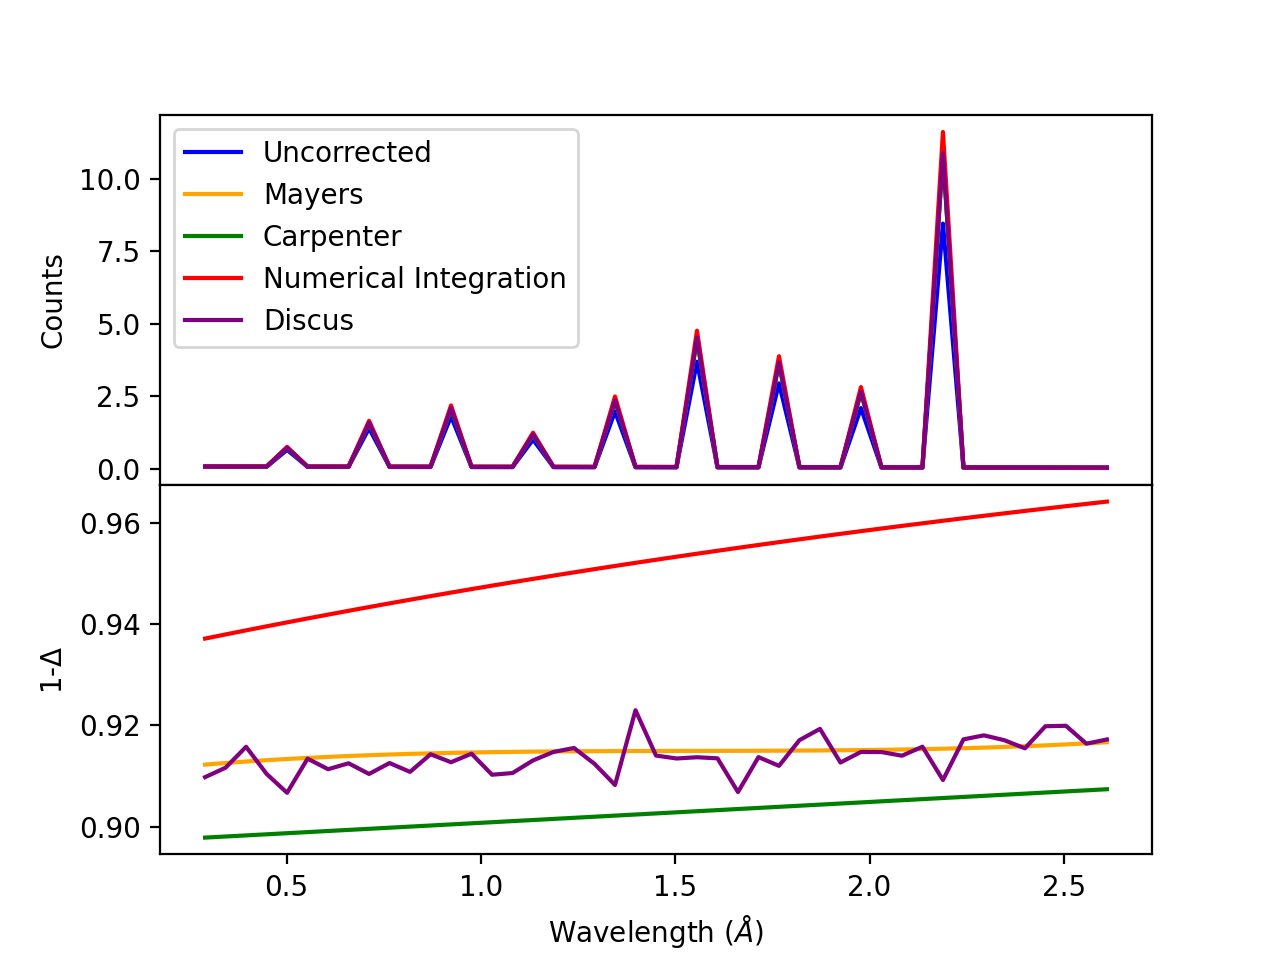 Uncorrected
Mayers
Carpenter
Numerical Integration
Discus
Counts
10.0
7.5
5.0
2.5
0.0
1-Δ
0.96
0.94
0.92
0.90
0.5 1.0 1.5 2.0 2.5
Wavelength (Å)